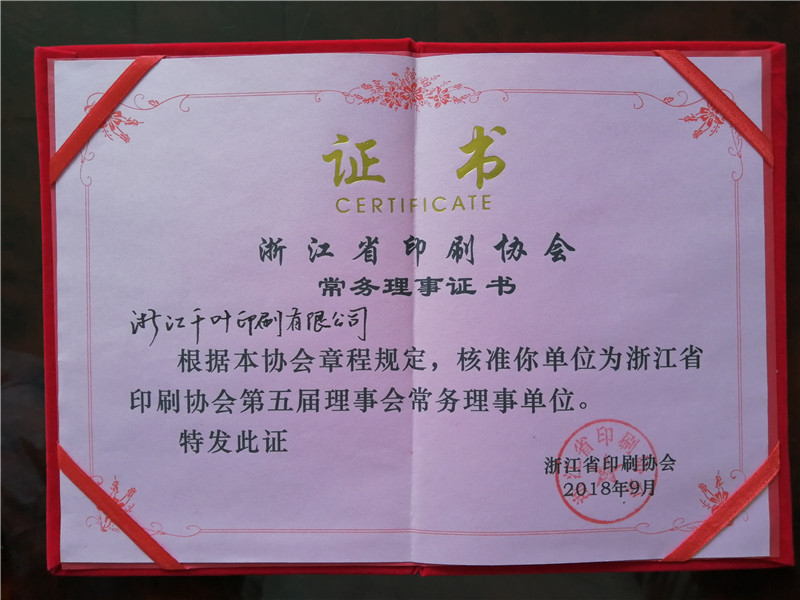 证书
CERTIFICATE
浙江省印刷协会
常务理事证书
浙江千叶印刷有限公司
根据本协会章程规定，核准你单位为浙江省
印刷协会第五届理事会常务理事单位。
特发此证
浙江省印刷协会
2018年9月